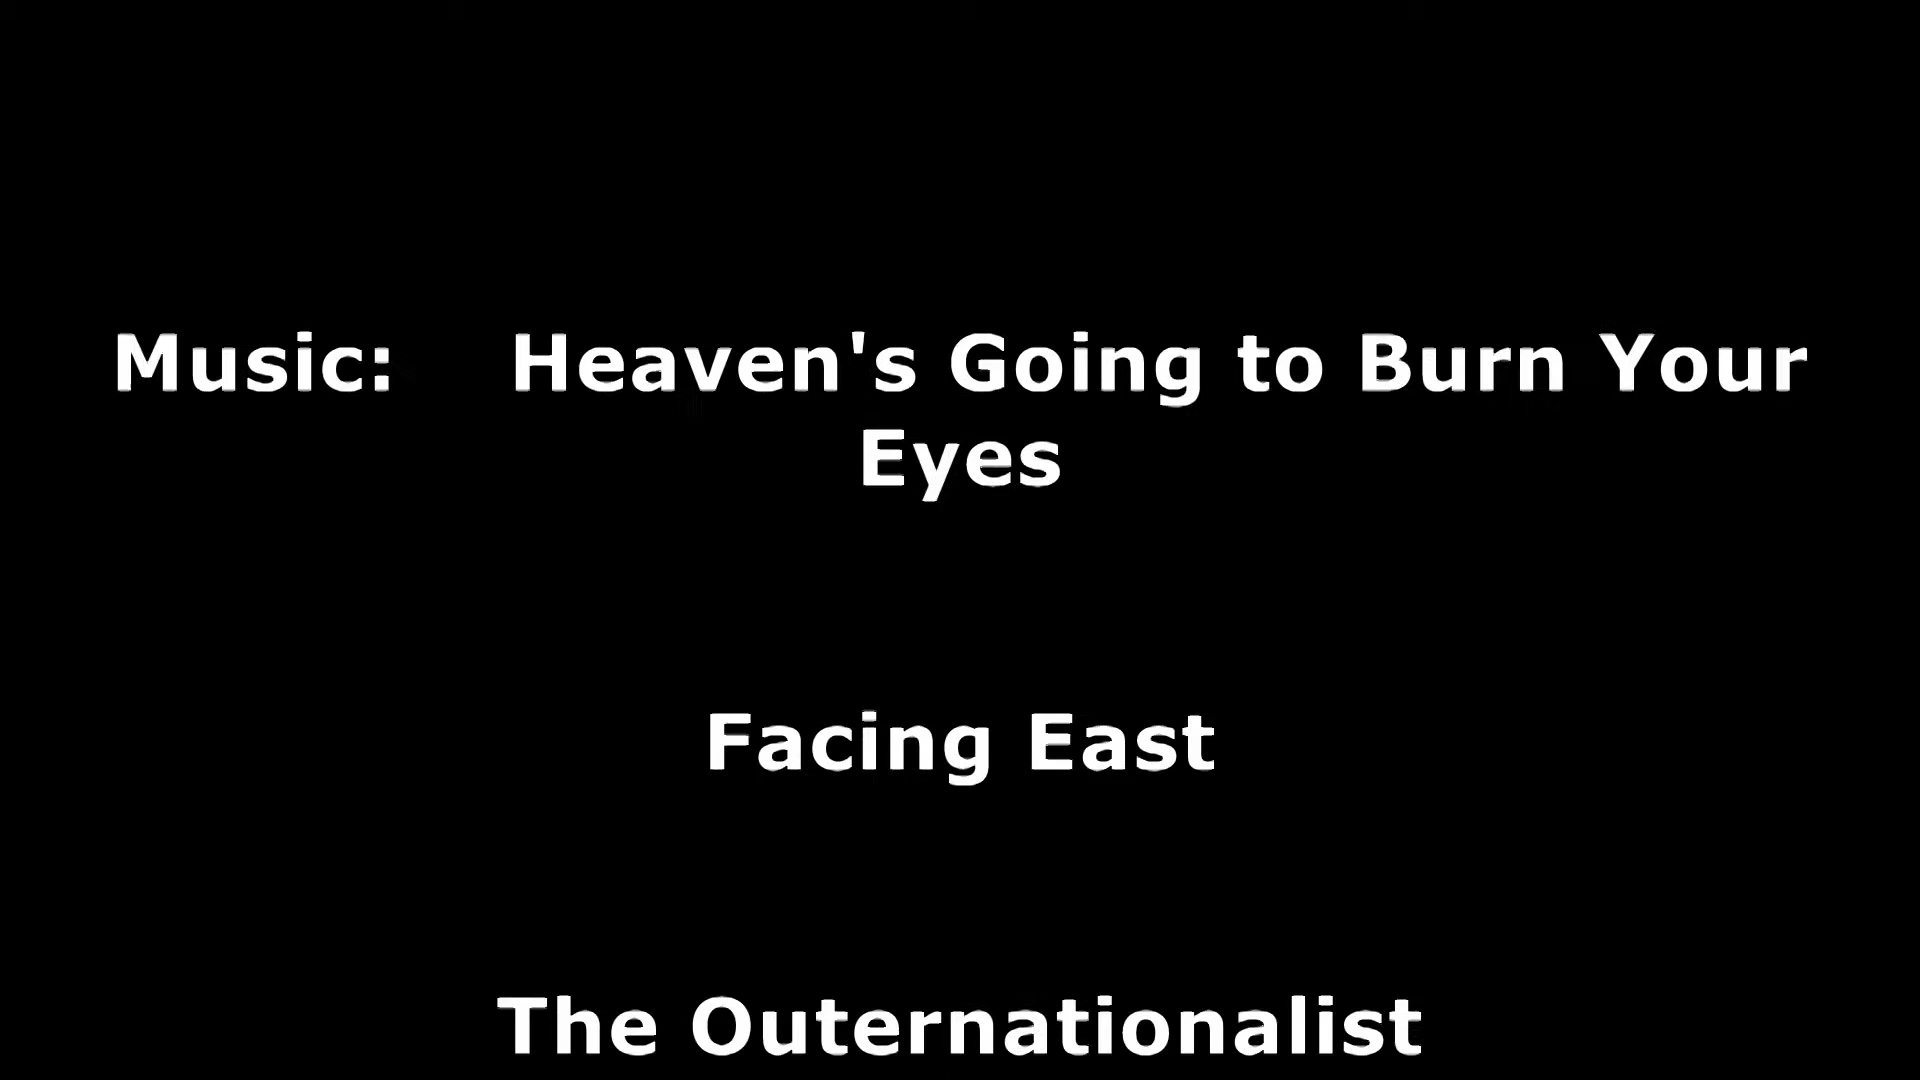 Music: Heaven's Going to Burn Your
Eyes
Facing East
The Outernationalist